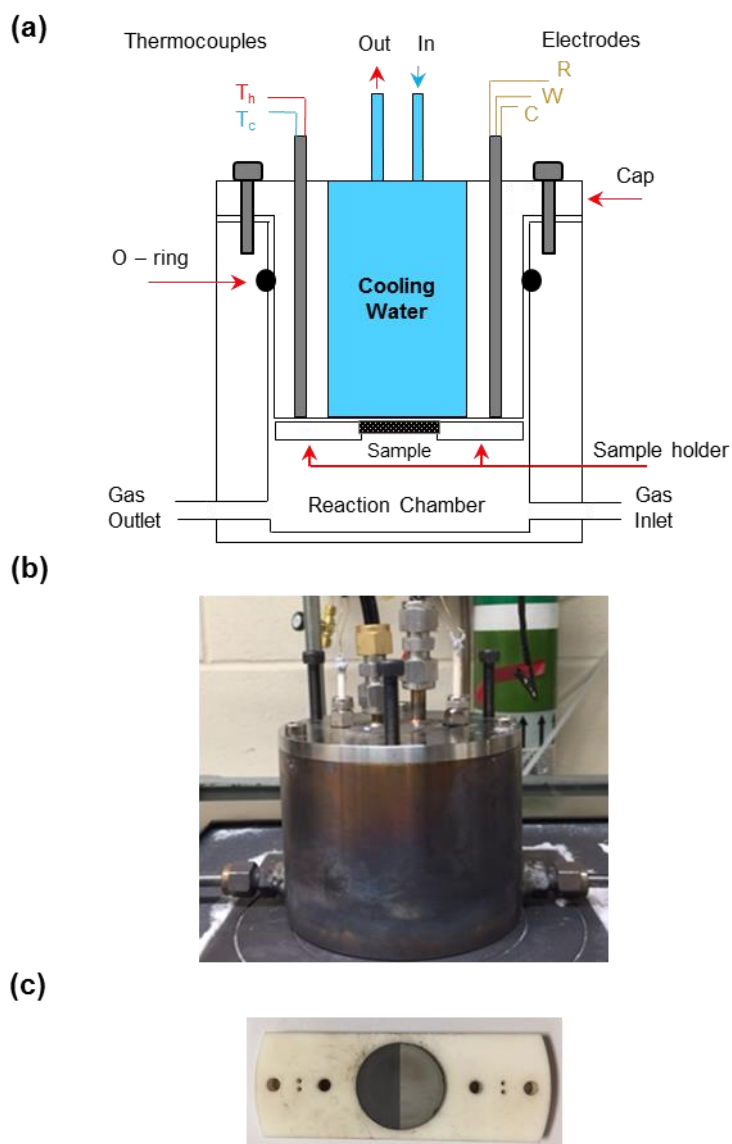 (a)
Thermocouples
Out
In
Electrodes
R
W
C
Th
Tc
Cap
O – ring
Cooling
Water
Sample
Sample holder
Gas
Outlet
Reaction Chamber
Gas
Inlet
(b)
(c)